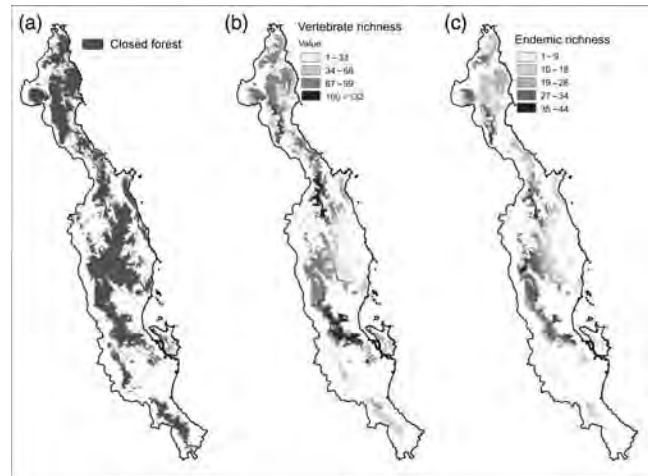 (a)
Closed forest
(b)
Vertebrate richness
Value
1–33
34–66
67–99
100–132
(c)
Endemic richness
1–9
10–18
19–26
27–34
35–44